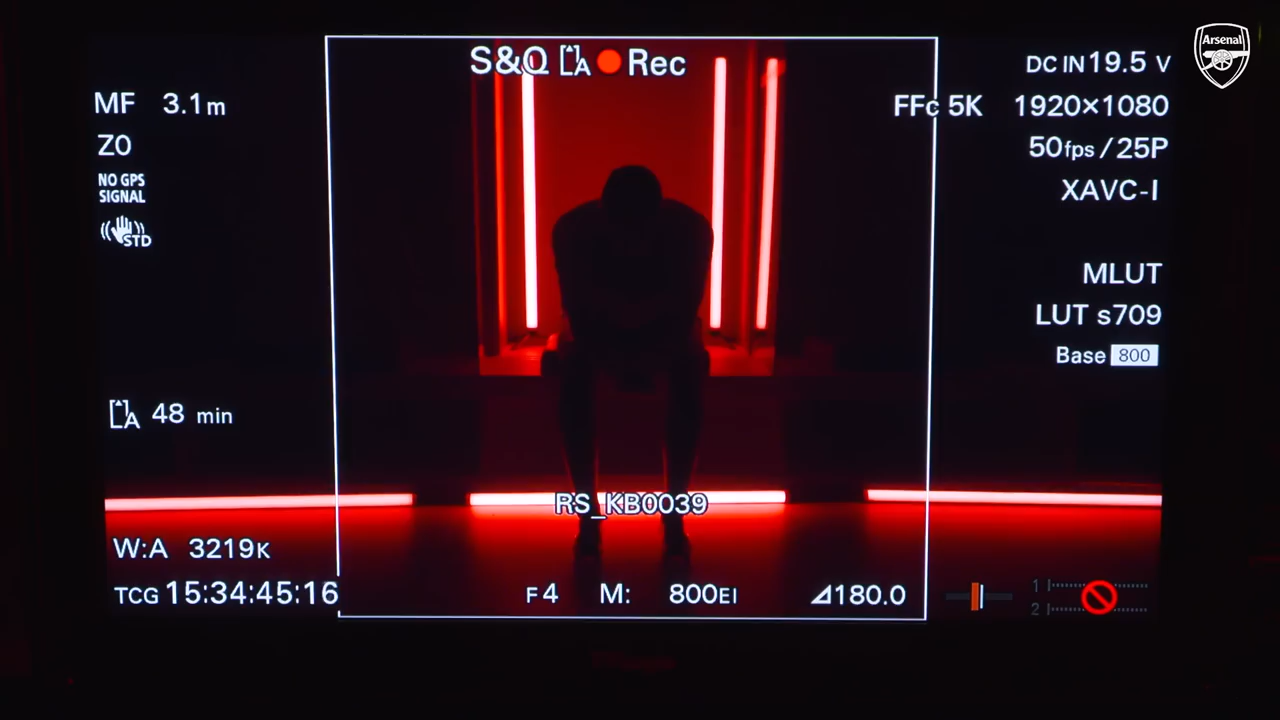 Arsenal
S&Q A Rec
DC IN 19.5 V
MF 3.1m
FFc 5K 1920×1080
Z0
50fps/25P
NO GPS
SIGNAL
XAVC-I
STD
MLUT
LUT s709
Base 800
A 48 min
RS_KB0039
W:A 3219K
TCG 15:34:45:16
F4 M: 800EI 180.0
1
2